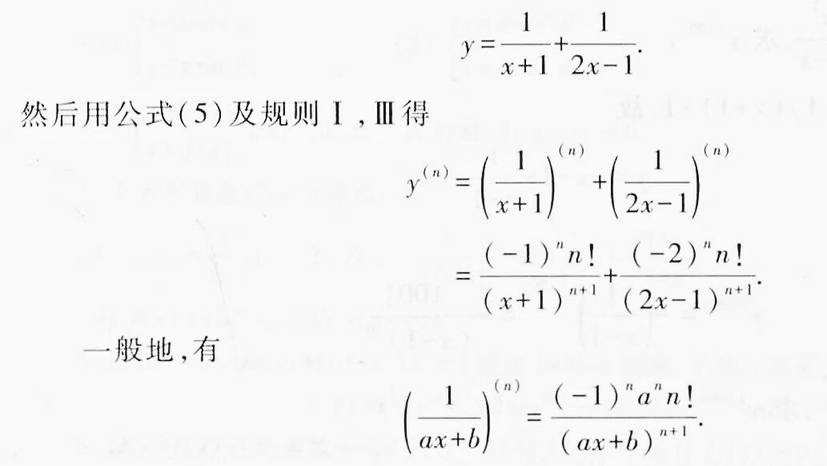 y=\frac{1}{x+1}+\frac{1}{2x-1}.
然后用公式(5)及规则Ⅰ,Ⅲ得
y^{(n)}=\left(\frac{1}{x+1}\right)^{(n)}+\left(\frac{1}{2x-1}\right)^{(n)}
=\frac{(-1)^{n}n!}{(x+1)^{n+1}}+\frac{(-2)^{n}n!}{(2x-1)^{n+1}}.
一般地,有
\left(\frac{1}{ax+b}\right)^{(n)}=\frac{(-1)^{n}a^{n}n!}{(ax+b)^{n+1}}.